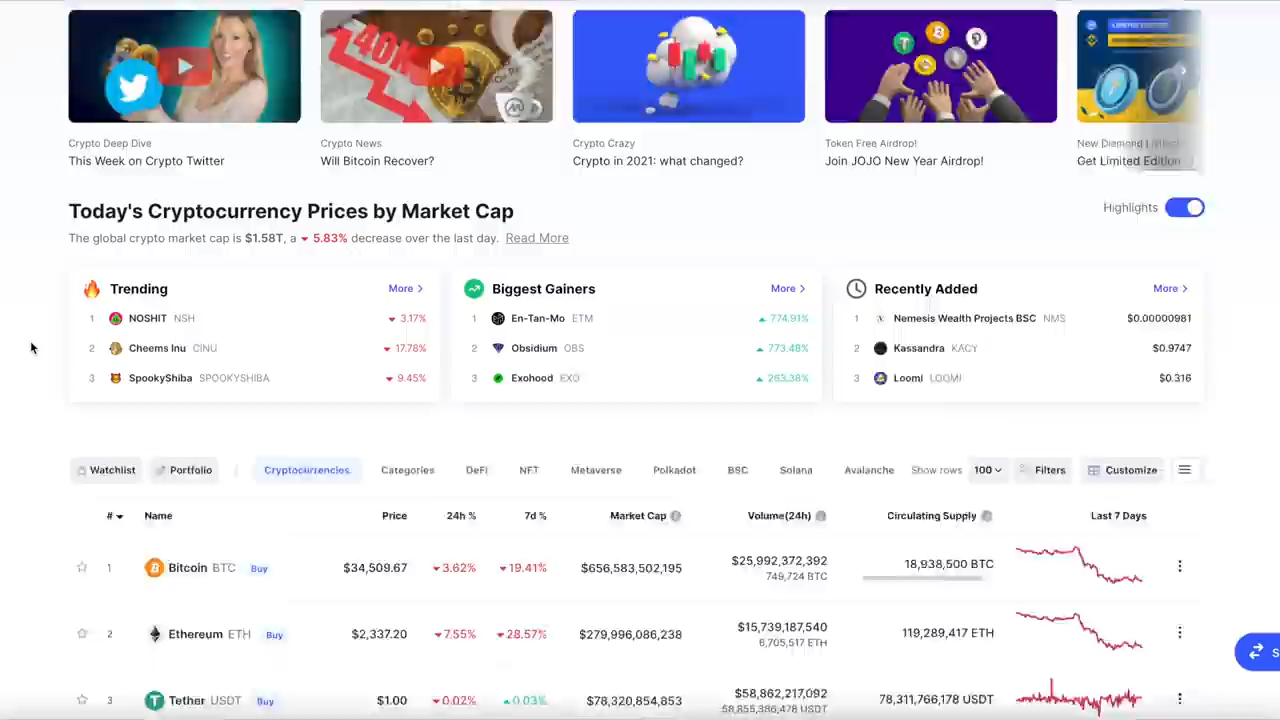 40%
Crypto Deep Dive
This Week on Crypto Twitter
Crypto News
Will Bitcoin Recover?
Crypto Crazy
Crypto in 2021: what changed?
Token Free Airdrop!
Join JOJO New Year Airdrop!
New Diamond
Get Limited Edition
Today's Cryptocurrency Prices by Market Cap
Highlights
The global crypto market cap is $1.58T, a 5.83% decrease over the last day. Read More
Trending More
1 NOSHIT NSH 3.17%
2 Cheems Inu CINU 17.78%
3 SpookyShiba SPOOKYSHIBA 9.45%
Biggest Gainers More
1 En-Tan-Mo ETM 774.91%
2 Obsidium OBS 773.48%
3 Exohood EXO 263.38%
Recently Added More
1 Nemesis Wealth Projects BSC NMS $0.00000981
2 Kassandra KACY $0.9747
3 Loomi LOOMI $0.316
Watchlist Portfolio Cryptocurrencies Categories DeFi NFT Metaverse Polkadot BSC Solana Avalanche Show rows 100 Filters Customize
# Name Price 24h % 7d % Market Cap Volume(24h) Circulating Supply Last 7 Days
1 Bitcoin BTC Buy $34,509.67 3.62% 19.41% $656,583,502,195 $25,992,372,392 18,938,500 BTC
749,724 BTC
2 Ethereum ETH Buy $2,337.20 7.55% 28.57% $279,996,086,238 $15,739,187,540 119,289,417 ETH
6,705,517 ETH
3 Tether USDT Buy $1.00 0.02% 0.03% $78,320,854,853 $58,862,217,092 78,311,766,178 USDT
58,855,386,478 USDT
S